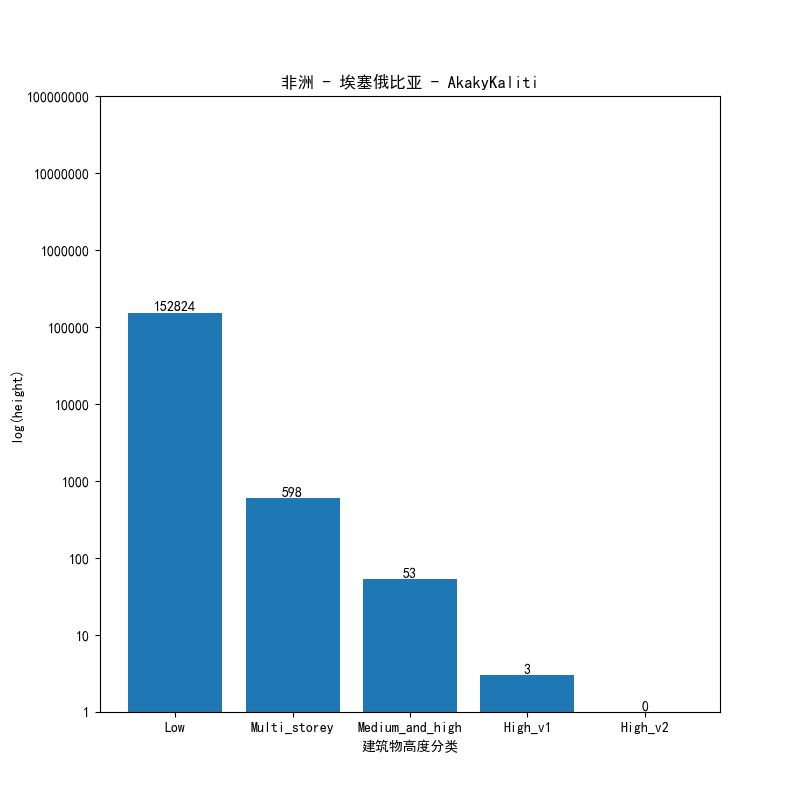 非洲 - 埃塞俄比亚 - AkakyKaliti
100000000
10000000
1000000
100000
10000
1000
100
10
1
log(height)
152824
598
53
3
0
Low
Multi_storey
Medium_and_high
High_v1
High_v2
建筑物高度分类